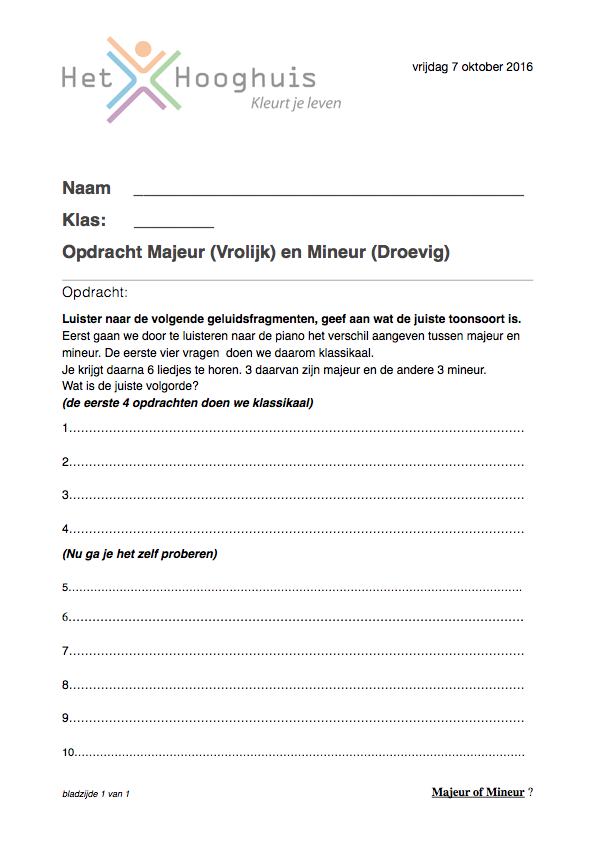 Het Hooghuis
Kleurt je leven
vrijdag 7 oktober 2016
Naam ________________________________________
Klas: ________
Opdracht Majeur (Vrolijk) en Mineur (Droevig)
Opdracht:
Luister naar de volgende geluidsfragmenten, geef aan wat de juiste toonsoort is.
Eerst gaan we door te luisteren naar de piano het verschil aangeven tussen majeur en
mineur. De eerste vier vragen  doen we daarom klassikaal.
Je krijgt daarna 6 liedjes te horen. 3 daarvan zijn majeur en de andere 3 mineur.
Wat is de juiste volgorde?
(de eerste 4 opdrachten doen we klassikaal)
1........................................................................................................
2........................................................................................................
3........................................................................................................
4........................................................................................................
(Nu ga je het zelf proberen)
5........................................................................................................
6........................................................................................................
7........................................................................................................
8........................................................................................................
9........................................................................................................
10.......................................................................................................
bladzijde 1 van 1
Majeur of Mineur ?